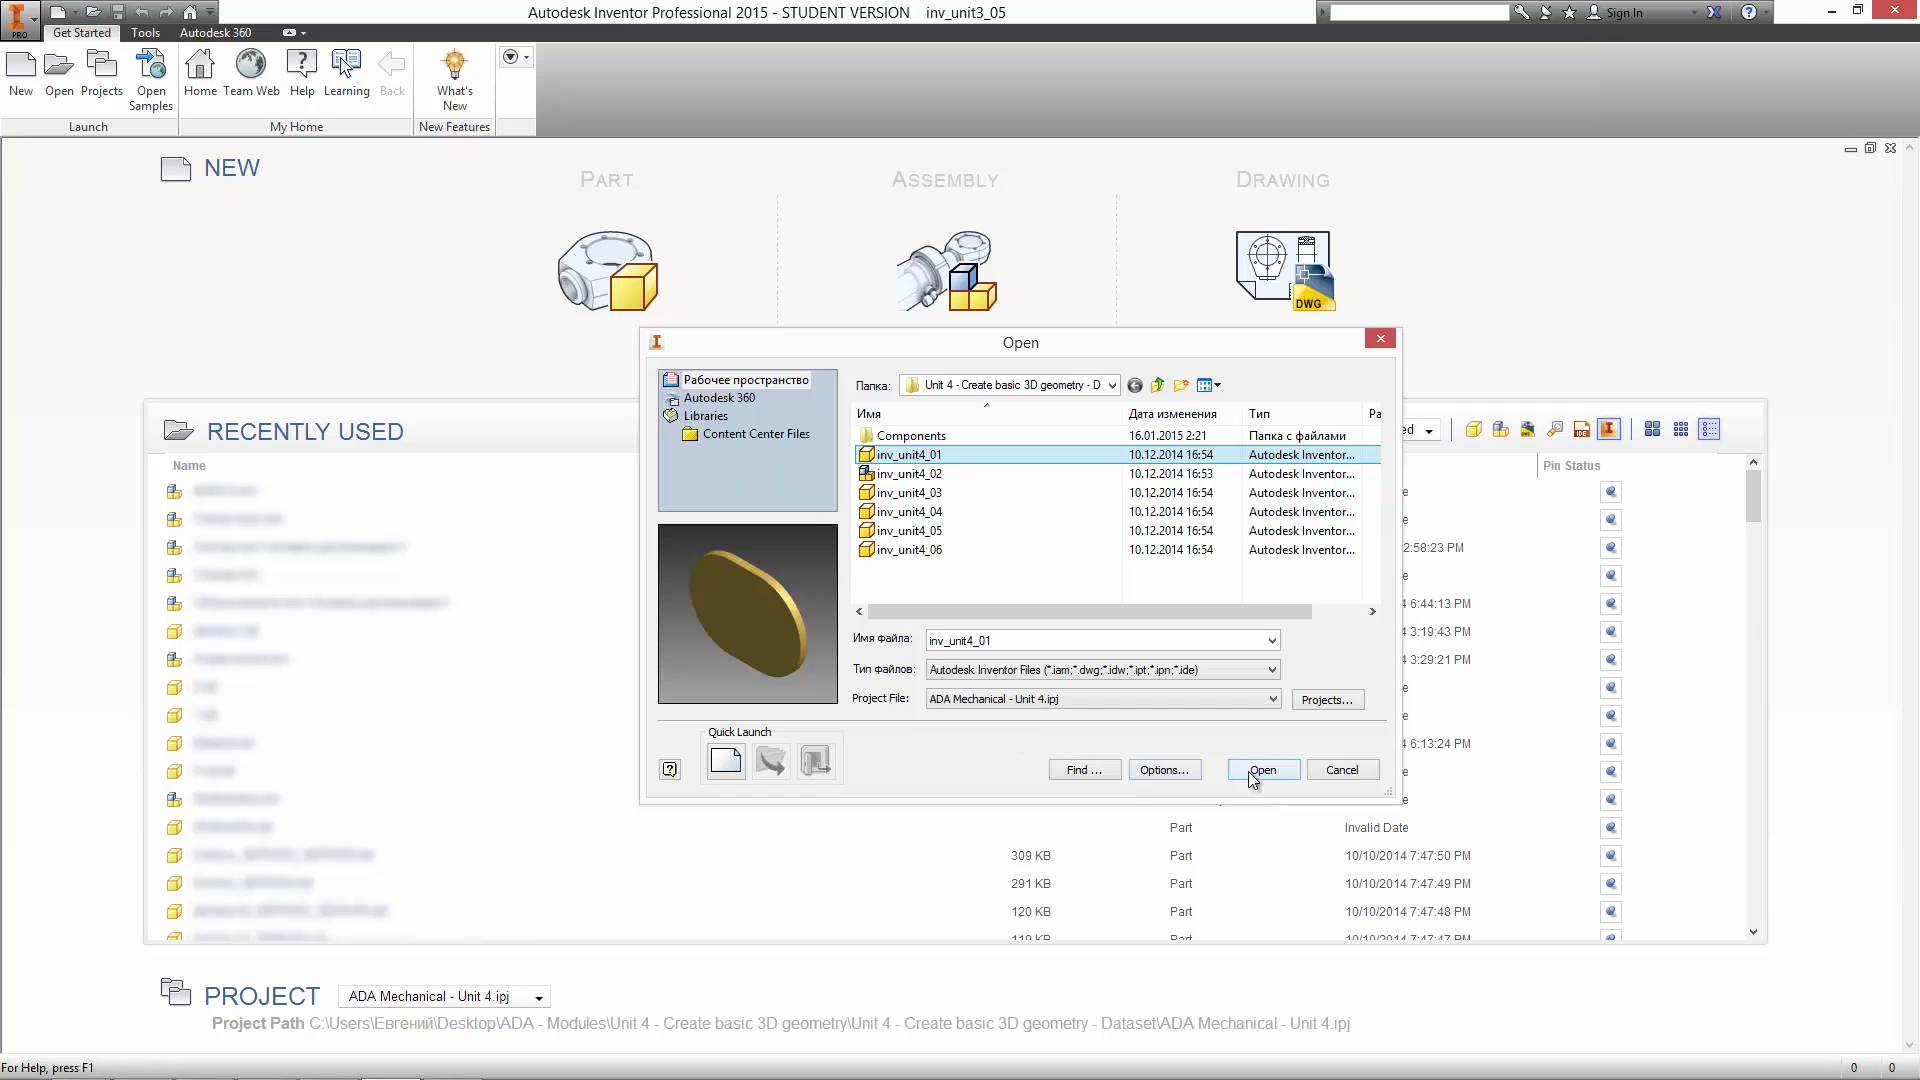 Autodesk Inventor Professional 2015 - STUDENT VERSION inv_unit3_05
Sign In
PRO
Get Started Tools Autodesk 360
New Open Projects Open Samples Home Team Web Help Learning Back What's New
Launch My Home New Features
NEW
PART ASSEMBLY DRAWING
DWG
Open
Рабочее пространство
Autodesk 360
Libraries
Content Center Files
Папка: Unit 4 - Create basic 3D geometry - D
Имя Дата изменения Тип Ра
Components 16.01.2015 2:21 Папка с файлами
inv_unit4_01 10.12.2014 16:54 Autodesk Inventor...
inv_unit4_02 10.12.2014 16:53 Autodesk Inventor...
inv_unit4_03 10.12.2014 16:54 Autodesk Inventor...
inv_unit4_04 10.12.2014 16:54 Autodesk Inventor...
inv_unit4_05 10.12.2014 16:54 Autodesk Inventor...
inv_unit4_06 10.12.2014 16:54 Autodesk Inventor...
Имя файла: inv_unit4_01
Тип файлов: Autodesk Inventor Files (*.iam;*.dwg;*.idw;*.ipt;*.ipn;*.ide)
Project File: ADA Mechanical - Unit 4.ipj Projects...
Quick Launch
Find ... Options... Open Cancel
RECENTLY USED ed
Name Pin Status
e
e
2:58:23 PM
e
4 6:44:13 PM
4 3:19:43 PM
4 3:29:21 PM
e
e
4 6:13:24 PM
e
e
Part Invalid Date
309 KB Part 10/10/2014 7:47:50 PM
291 KB Part 10/10/2014 7:47:49 PM
120 KB Part 10/10/2014 7:47:48 PM
119 KB Part 10/10/2014 7:47:47 PM
PROJECT ADA Mechanical - Unit 4.ipj
Project Path C:\Users\Евгений\Desktop\ADA - Modules\Unit 4 - Create basic 3D geometry\Unit 4 - Create basic 3D geometry - Dataset\ADA Mechanical - Unit 4.ipj
For Help, press F1 0 0